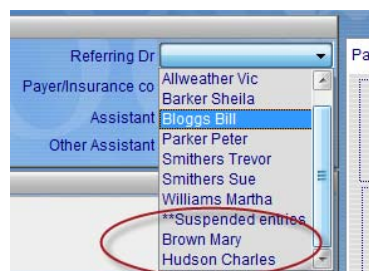 Referring Dr
Pa
Payer/Insurance co
Allweather Vic
Barker Sheila
Assistant
Bloggs Bill
Other Assistant
Parker Peter
Smithers Trevor
Smithers Sue
Williams Martha
**Suspended entries
Brown Mary
Hudson Charles